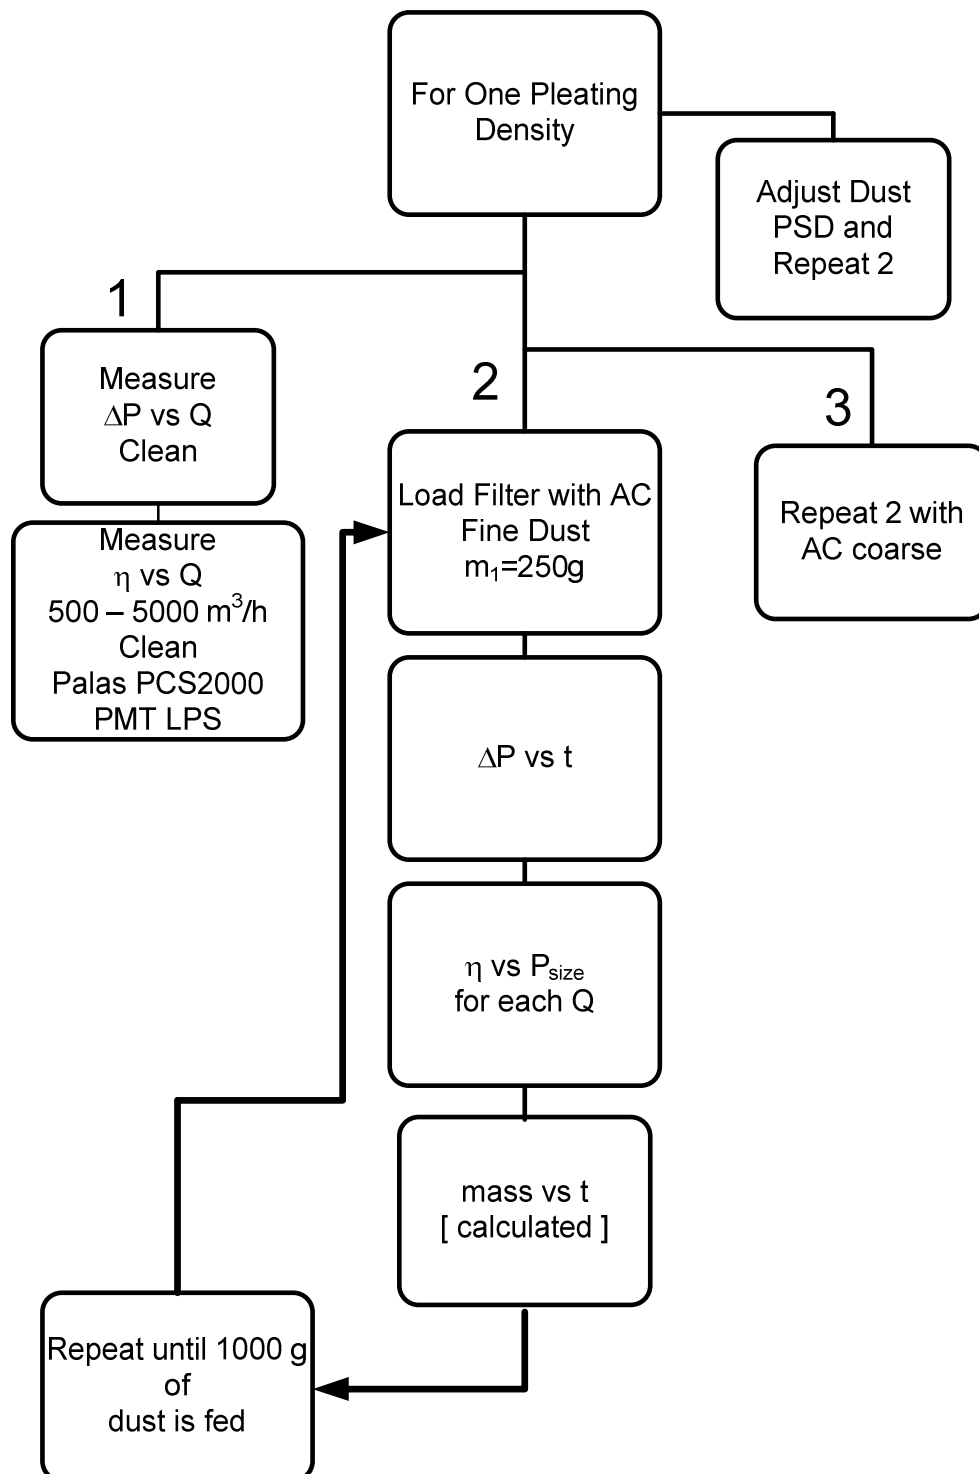 For One Pleating
Density
Adjust Dust
PSD and
Repeat 2
1
Measure
ΔP vs Q
Clean
Measure
η vs Q
500 – 5000 m³/h
Clean
Palas PCS2000
PMT LPS
2
Load Filter with AC
Fine Dust
m₁=250g
ΔP vs t
η vs Psize
for each Q
mass vs t
[ calculated ]
Repeat until 1000 g
of
dust is fed
3
Repeat 2 with
AC coarse